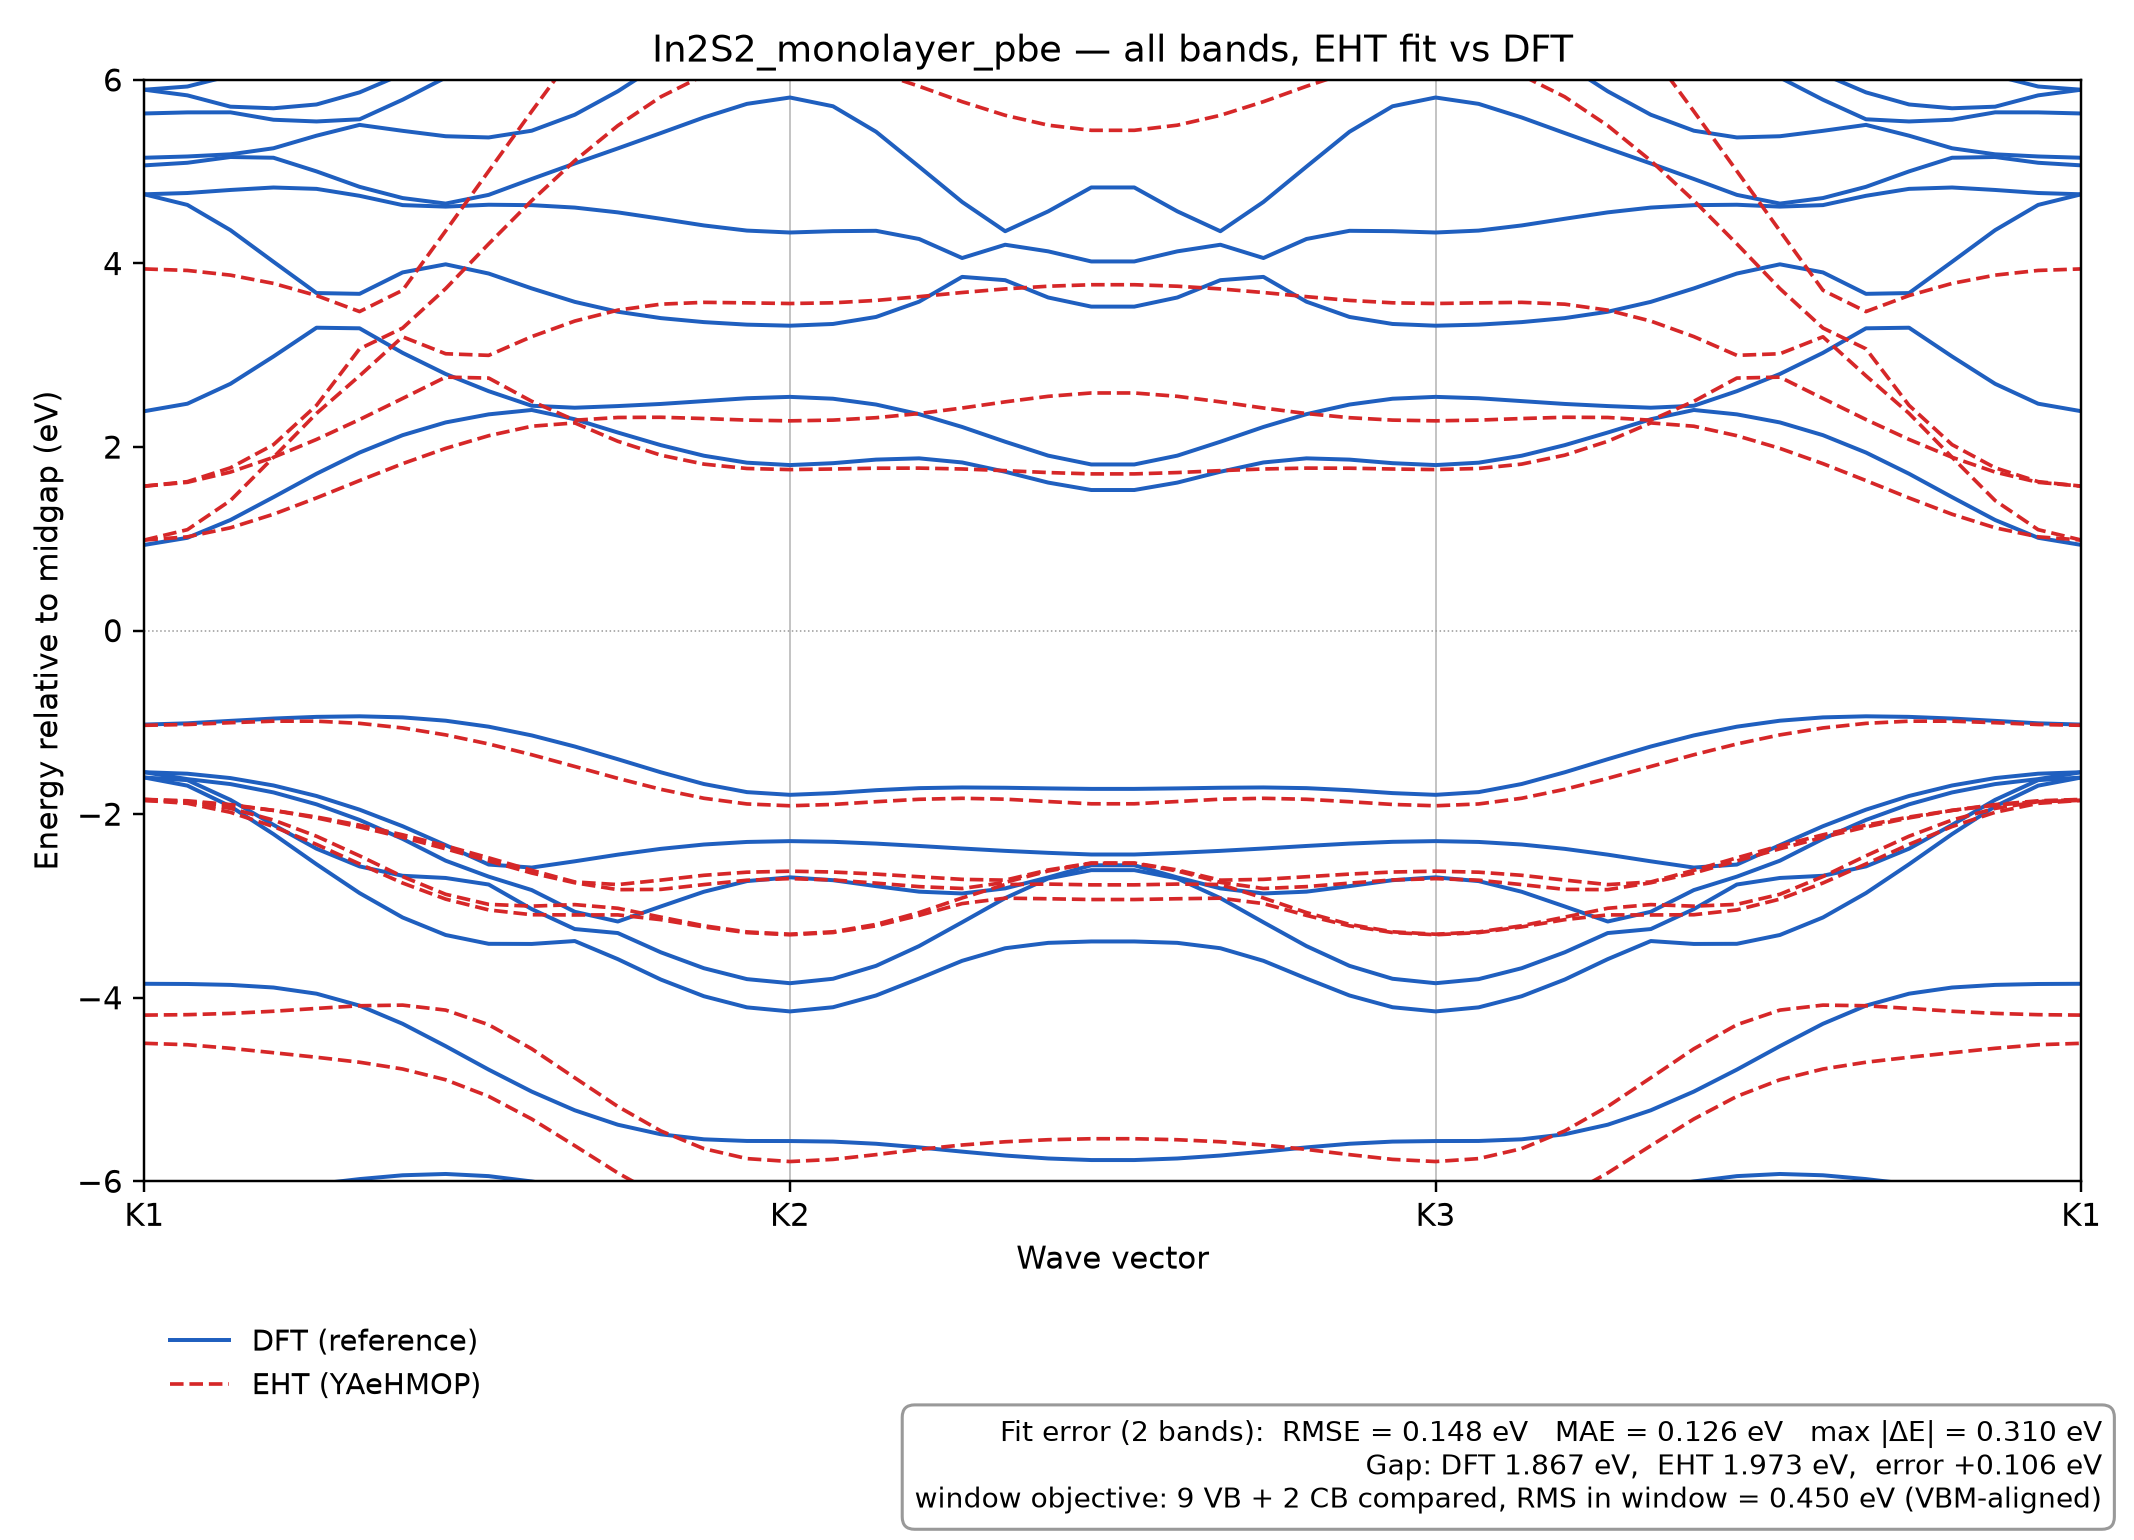 In2S2_monolayer_pbe — all bands, EHT fit vs DFT
6
4
2
0
−2
−4
−6
Energy relative to midgap (eV)
K1 K2 K3 K1
Wave vector
DFT (reference)
EHT (YAeHMOP)
Fit error (2 bands):  RMSE = 0.148 eV   MAE = 0.126 eV   max |ΔE| = 0.310 eV
Gap: DFT 1.867 eV,  EHT 1.973 eV,  error +0.106 eV
window objective: 9 VB + 2 CB compared, RMS in window = 0.450 eV (VBM-aligned)